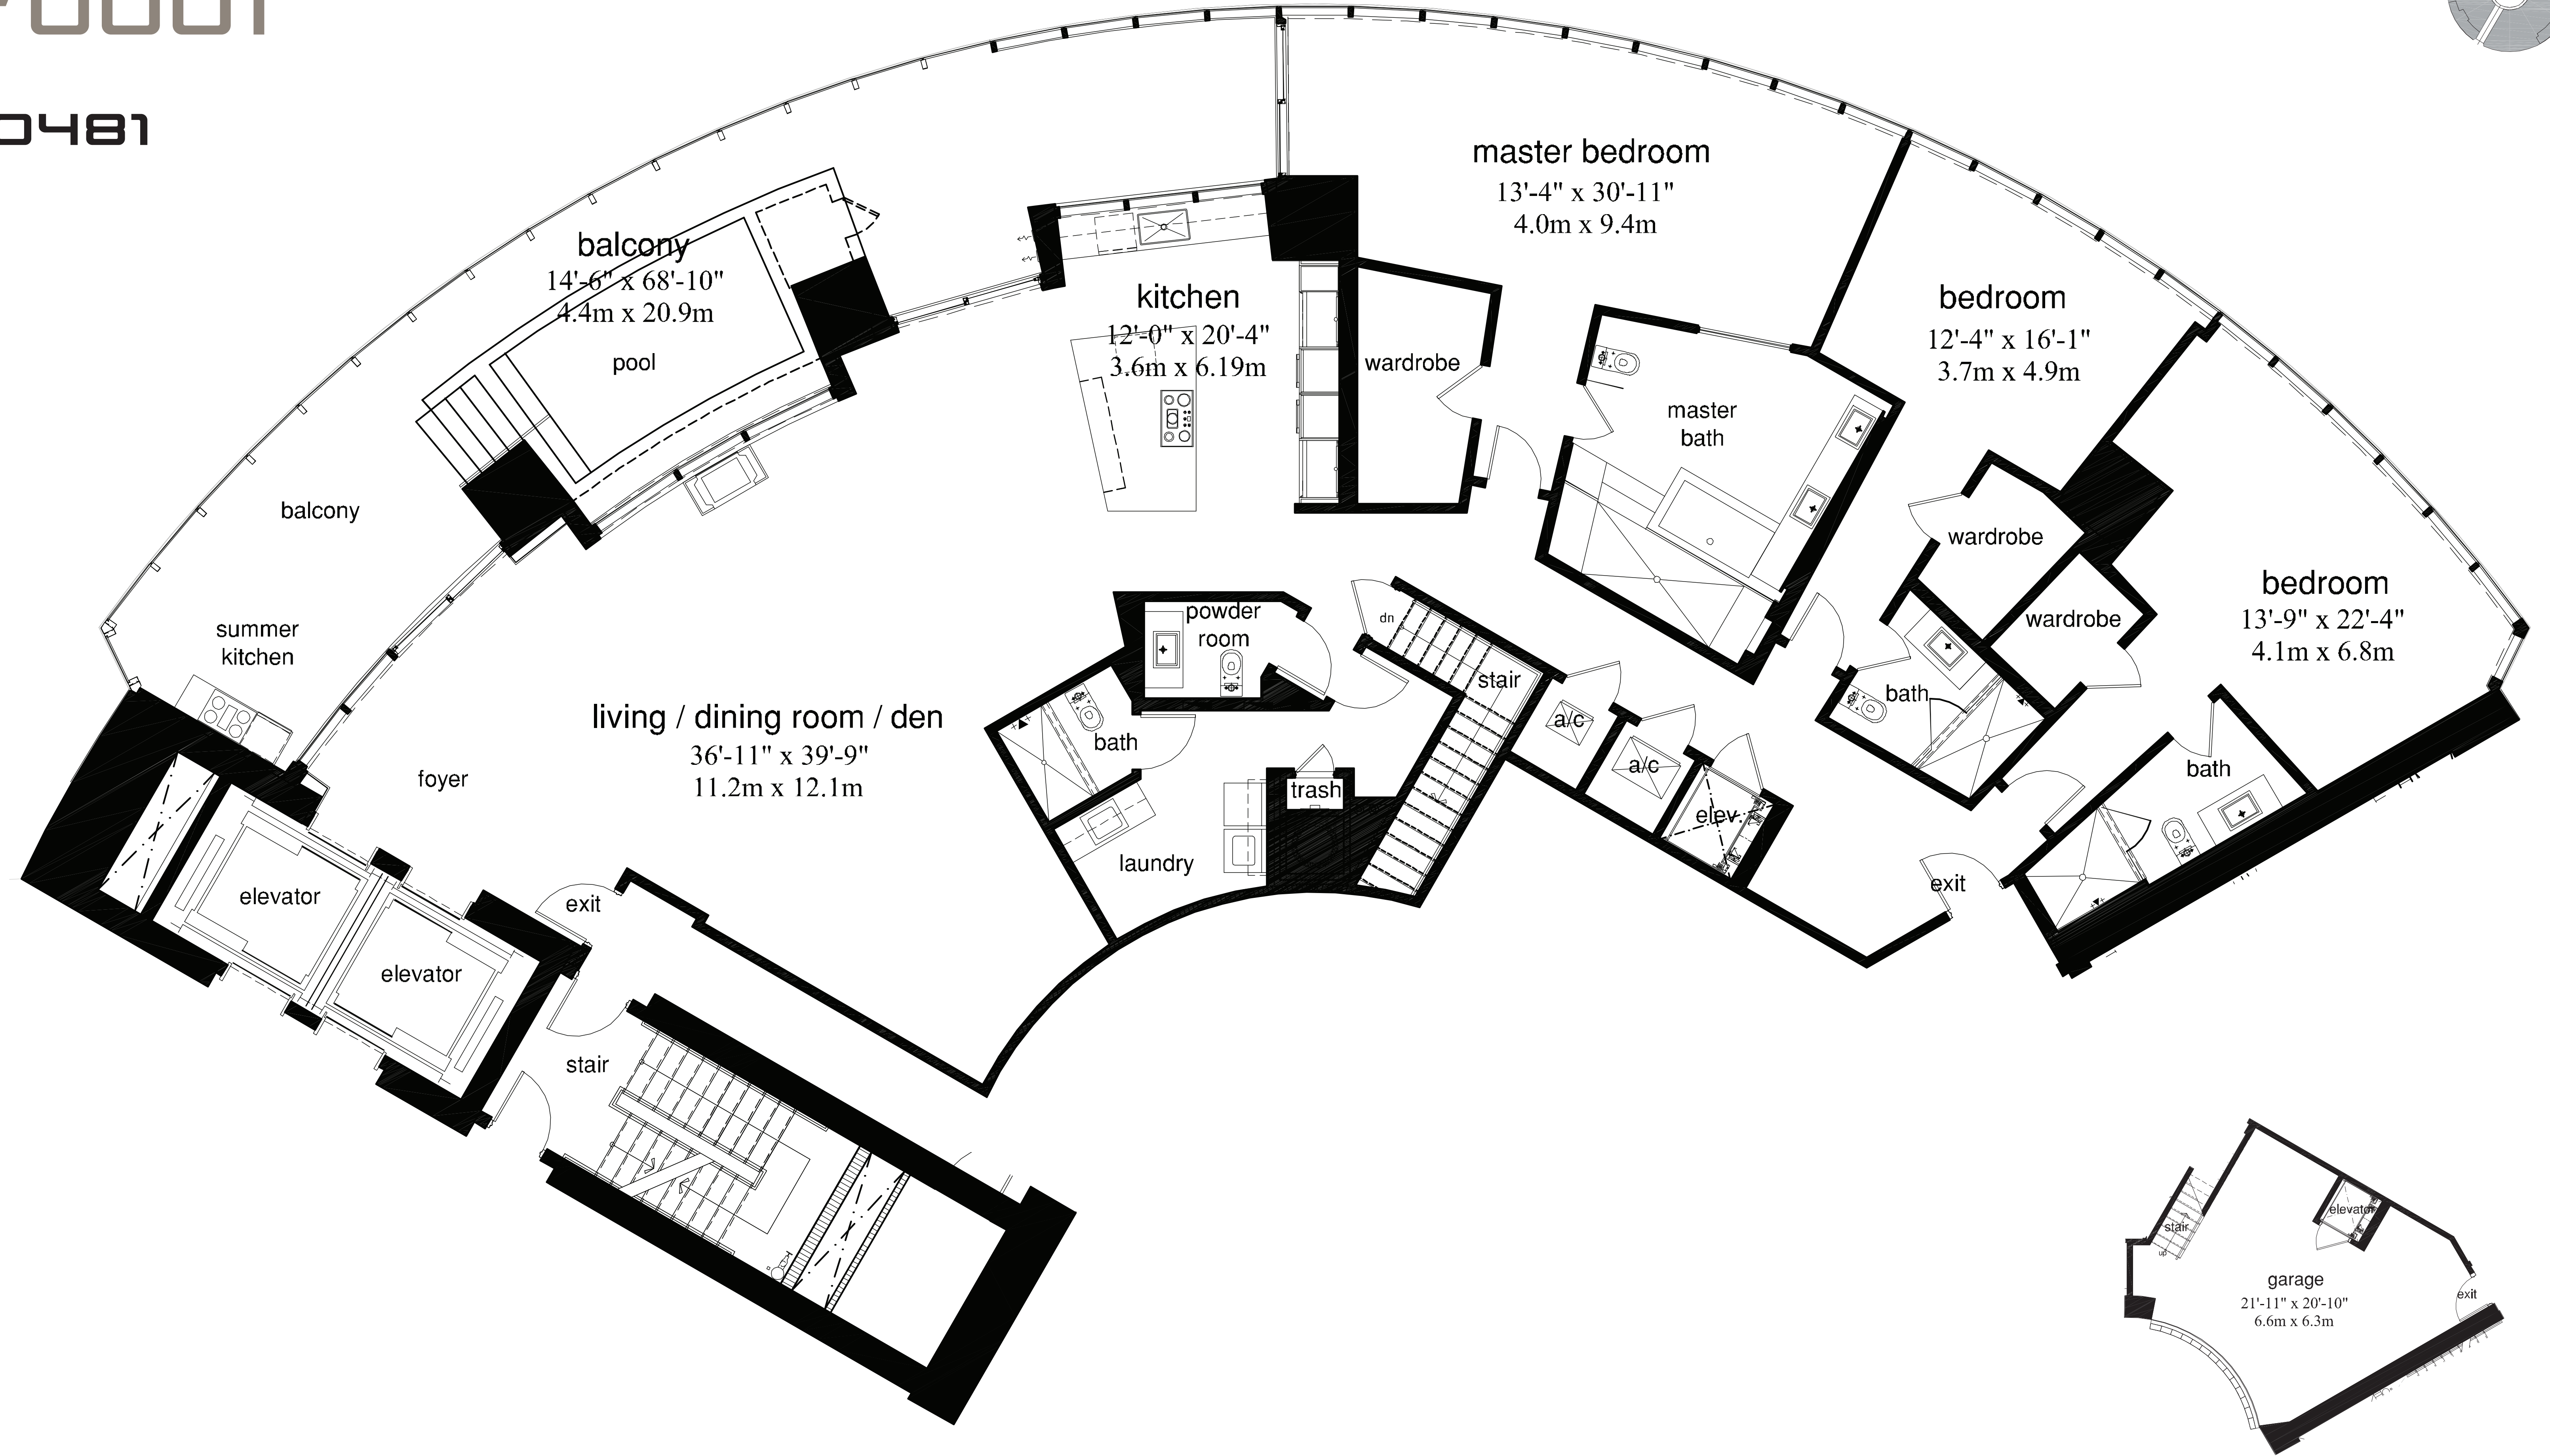 0481
master bedroom
13'-4" x 30'-11"
4.0m x 9.4m
balcony
14'-6" x 68'-10"
4.4m x 20.9m
pool
kitchen
12'-0" x 20'-4"
3.6m x 6.19m
wardrobe
bedroom
12'-4" x 16'-1"
3.7m x 4.9m
master
bath
balcony
wardrobe
bedroom
13'-9" x 22'-4"
4.1m x 6.8m
summer
kitchen
powder
room
dn
wardrobe
stair
bath
living / dining room / den
36'-11" x 39'-9"
11.2m x 12.1m
foyer
bath
a/c
a/c
bath
trash
elev.
laundry
elevator
exit
exit
elevator
stair
elevator
stair
up
garage
21'-11" x 20'-10"
6.6m x 6.3m
exit